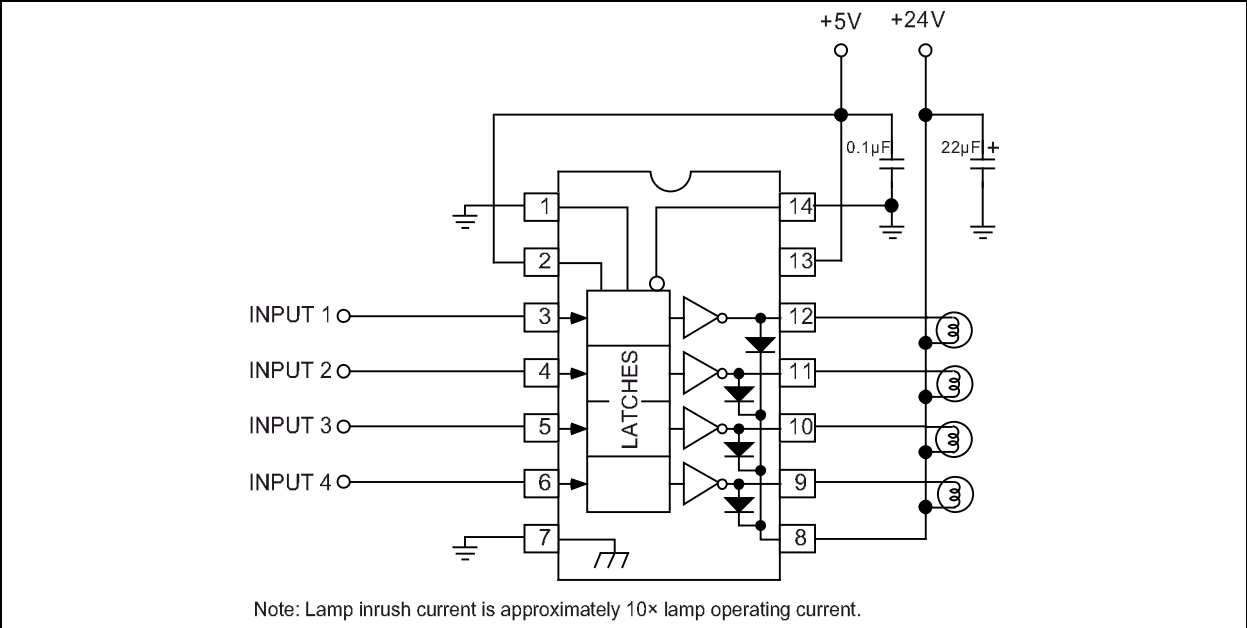 +5V +24V
0.1µF 22µF +
1 14
2 13
INPUT 1 3 12
INPUT 2 4 11
LATCHES
INPUT 3 5 10
INPUT 4 6 9
7 8
Note: Lamp inrush current is approximately 10× lamp operating current.